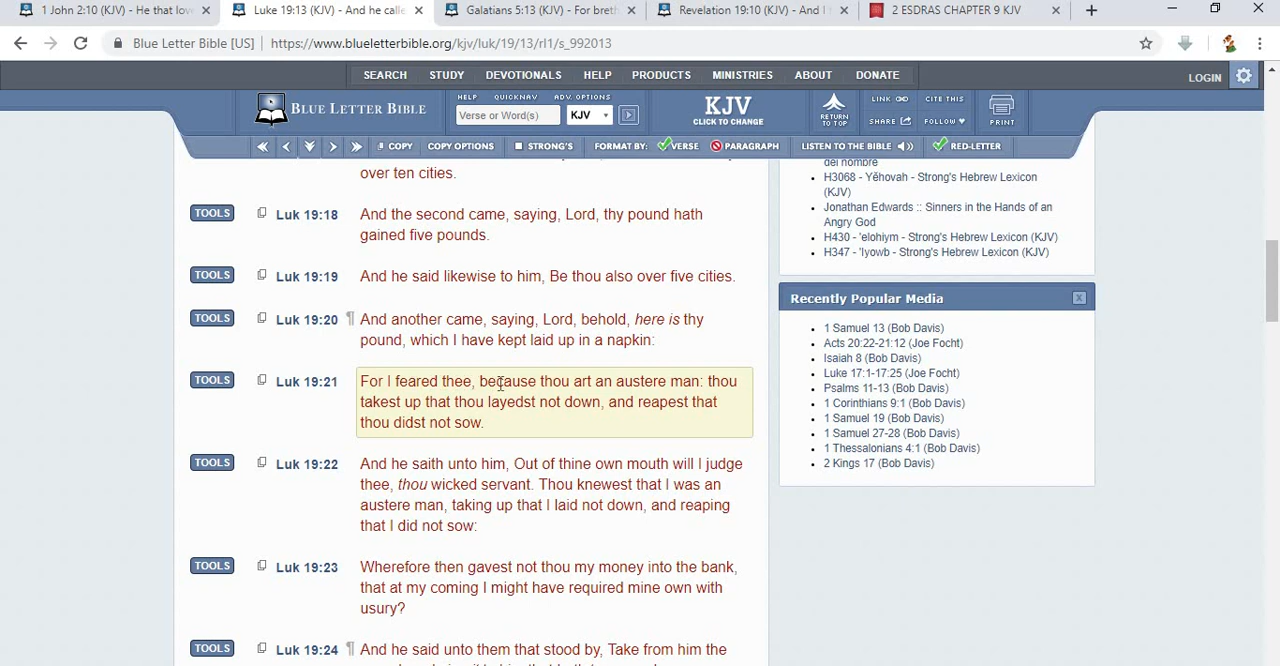 1 John 2:10 (KJV) - He that love
Luke 19:13 (KJV) - And he calle
Galatians 5:13 (KJV) - For breth
Revelation 19:10 (KJV) - And I
2 ESDRAS CHAPTER 9 KJV
Blue Letter Bible [US] | https://www.blueletterbible.org/kjv/luk/19/13/rl1/s_992013
SEARCH STUDY DEVOTIONALS HELP PRODUCTS MINISTRIES ABOUT DONATE LOGIN
BLUE LETTER BIBLE
HELP QUICKNAV ADV. OPTIONS
Verse or Word(s) KJV
KJV
CLICK TO CHANGE
RETURN
TO TOP
LINK CITE THIS
SHARE FOLLOW
PRINT
COPY COPY OPTIONS STRONG'S FORMAT BY: VERSE PARAGRAPH LISTEN TO THE BIBLE RED-LETTER
over ten cities.
TOOLS Luk 19:18 And the second came, saying, Lord, thy pound hath
gained five pounds.
TOOLS Luk 19:19 And he said likewise to him, Be thou also over five cities.
TOOLS Luk 19:20 ¶ And another came, saying, Lord, behold, here is thy
pound, which I have kept laid up in a napkin:
TOOLS Luk 19:21 For I feared thee, because thou art an austere man: thou
takest up that thou layedst not down, and reapest that
thou didst not sow.
TOOLS Luk 19:22 And he saith unto him, Out of thine own mouth will I judge
thee, thou wicked servant. Thou knewest that I was an
austere man, taking up that I laid not down, and reaping
that I did not sow:
TOOLS Luk 19:23 Wherefore then gavest not thou my money into the bank,
that at my coming I might have required mine own with
usury?
TOOLS Luk 19:24 ¶ And he said unto them that stood by, Take from him the
del nombre
H3068 - Yĕhovah - Strong's Hebrew Lexicon
(KJV)
Jonathan Edwards :: Sinners in the Hands of an
Angry God
H430 - 'elohiym - Strong's Hebrew Lexicon (KJV)
H347 - 'Iyowb - Strong's Hebrew Lexicon (KJV)
Recently Popular Media
1 Samuel 13 (Bob Davis)
Acts 20:22-21:12 (Joe Focht)
Isaiah 8 (Bob Davis)
Luke 17:1-17:25 (Joe Focht)
Psalms 11-13 (Bob Davis)
1 Corinthians 9:1 (Bob Davis)
1 Samuel 19 (Bob Davis)
1 Samuel 27-28 (Bob Davis)
1 Thessalonians 4:1 (Bob Davis)
2 Kings 17 (Bob Davis)